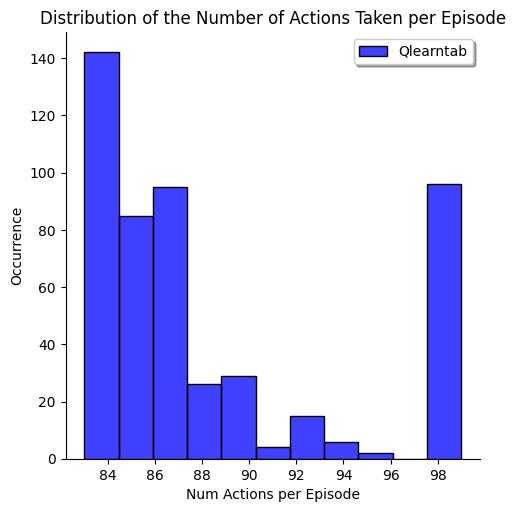 Distribution of the Number of Actions Taken per Episode
Qlearntab
140
120
100
80
60
40
20
0
Occurrence
84 86 88 90 92 94 96 98
Num Actions per Episode